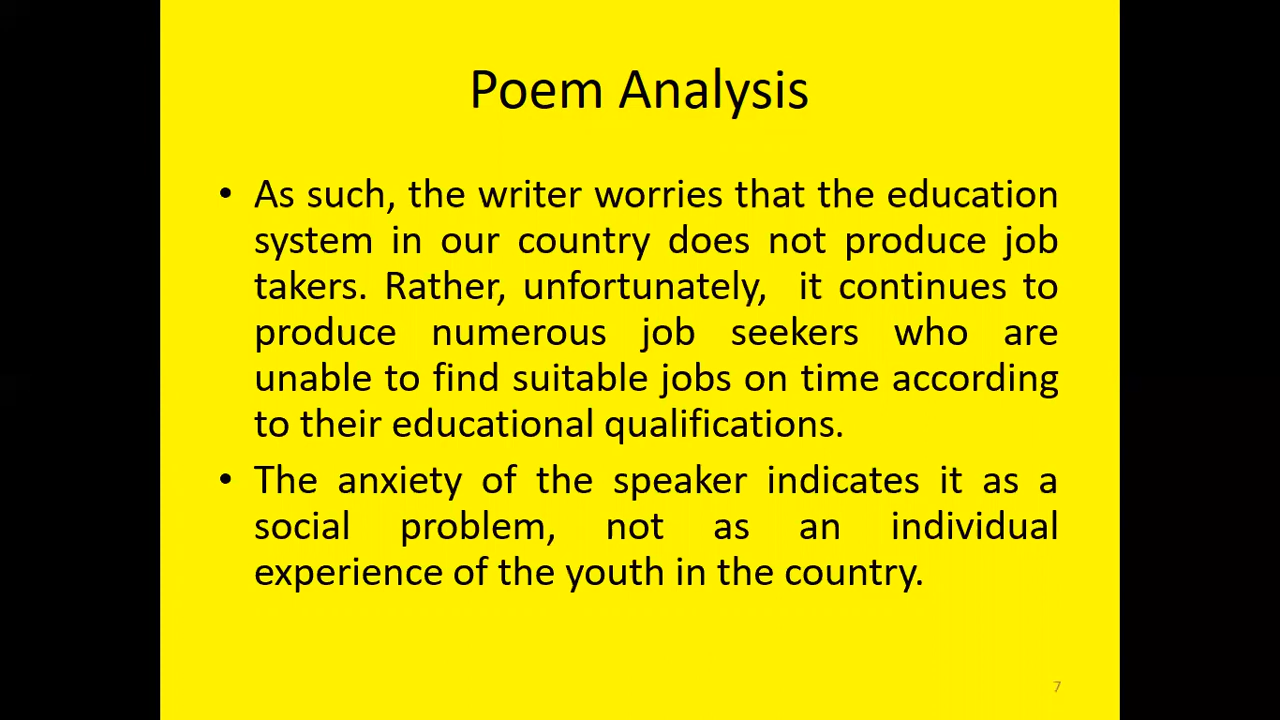 Poem Analysis
• As such, the writer worries that the education
system in our country does not produce job
takers. Rather, unfortunately,  it continues to
produce numerous job seekers who are
unable to find suitable jobs on time according
to their educational qualifications.
• The anxiety of the speaker indicates it as a
social problem, not as an individual
experience of the youth in the country.
7